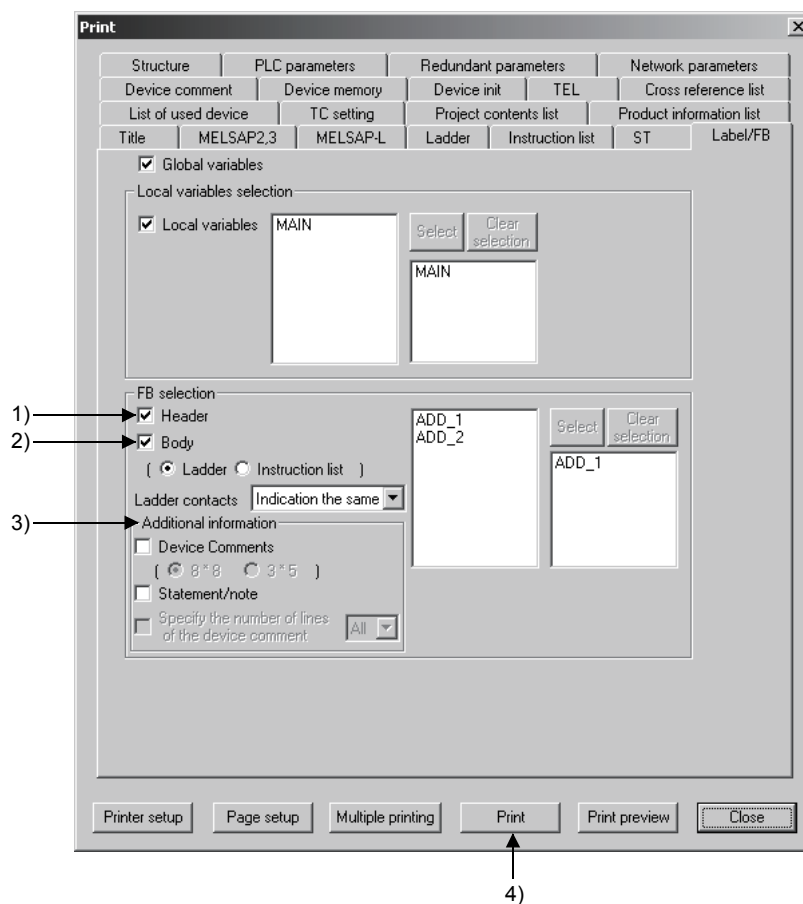 Print
Structure PLC parameters Redundant parameters Network parameters
Device comment Device memory Device init TEL Cross reference list
List of used device TC setting Project contents list Product information list
Title MELSAP2,3 MELSAP-L Ladder Instruction list ST Label/FB
Global variables
Local variables selection
Local variables MAIN Select Clear selection
MAIN
FB selection
1) Header ADD_1 Select Clear selection
2) Body ADD_2
( Ladder Instruction list ) ADD_1
Ladder contacts Indication the same
3) Additional information
Device Comments
( 8*8 3*5 )
Statement/note
Specify the number of lines
of the device comment All
Printer setup Page setup Multiple printing Print Print preview Close
4)